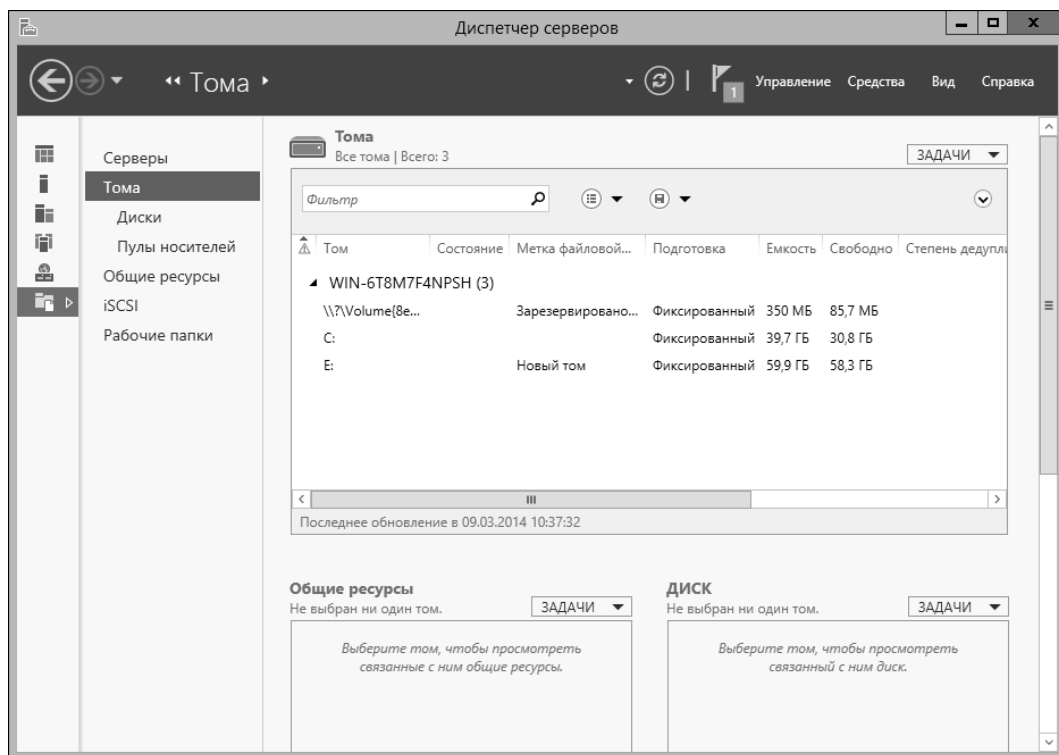 Диспетчер серверов
Тома
1
Управление Средства Вид Справка
Серверы
Тома
Диски
Пулы носителей
Общие ресурсы
iSCSI
Рабочие папки
Тома
Все тома | Всего: 3
ЗАДАЧИ
Фильтр
Том Состояние Метка файловой... Подготовка Емкость Свободно Степень дедупли
WIN-6T8M7F4NPSH (3)
\\?\Volume{8e... Зарезервировано... Фиксированный 350 МБ 85,7 МБ
C: Фиксированный 39,7 ГБ 30,8 ГБ
E: Новый том Фиксированный 59,9 ГБ 58,3 ГБ
Последнее обновление в 09.03.2014 10:37:32
Общие ресурсы
Не выбран ни один том.
ЗАДАЧИ
Выберите том, чтобы просмотреть
связанные с ним общие ресурсы.
ДИСК
Не выбран ни один том.
ЗАДАЧИ
Выберите том, чтобы просмотреть
связанный с ним диск.